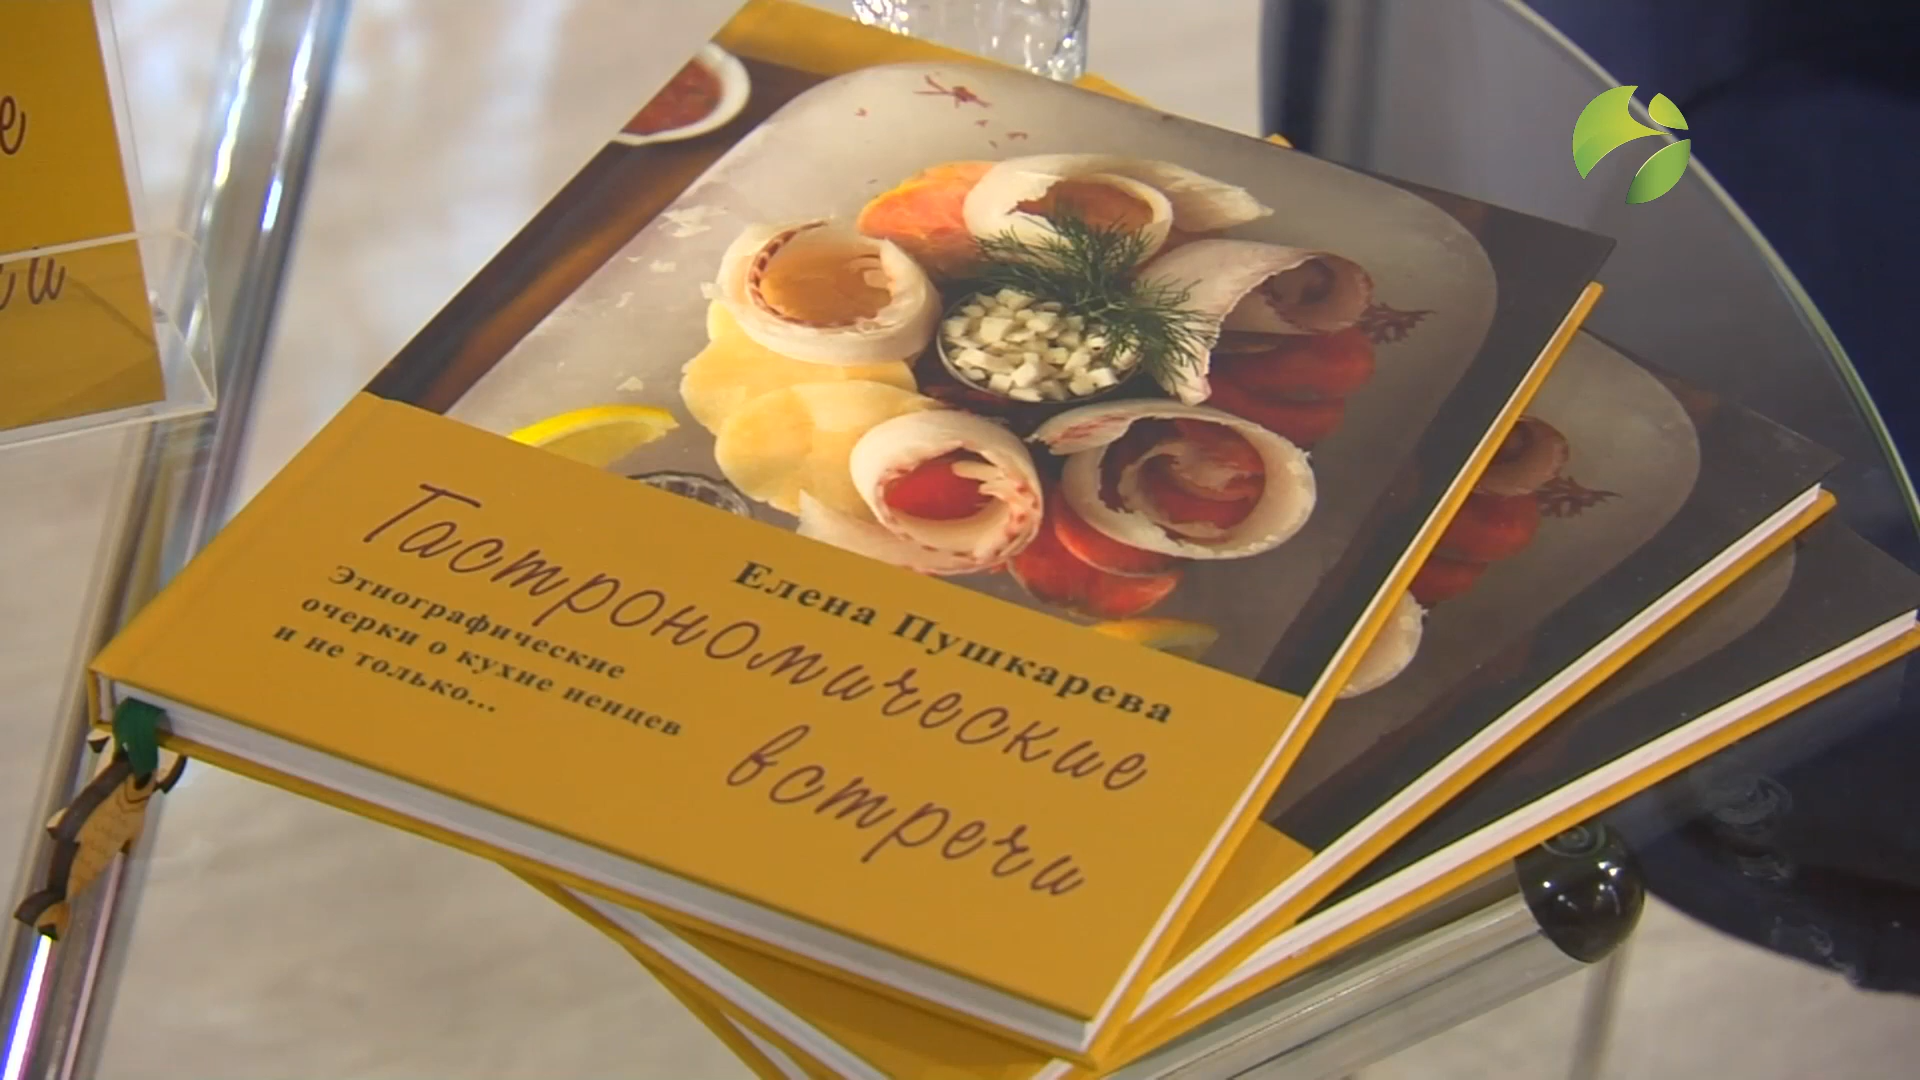 Елена Пушкарева
Гастрономические
встречи
Этнографические
очерки о кухне ненцев
и не только...